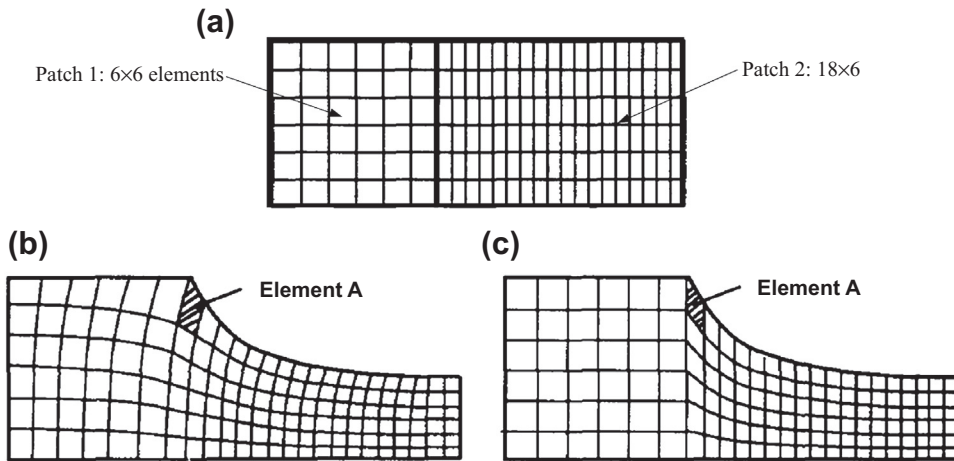 (a)
Patch 1: 6×6 elements
Patch 2: 18×6
(b)
(c)
Element A
Element A